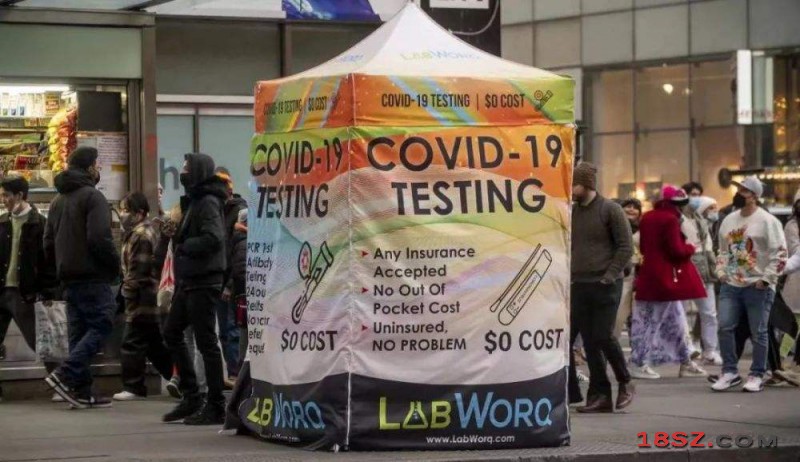 LABWORQ
COVID-19 TESTING | $0 COST
COVID-19 TESTING | $0 COST
COVID-19
TESTING
$0 COST
LABWORQ
COVID-19
TESTING
Any Insurance
Accepted
No Out Of
Pocket Cost
Uninsured,
NO PROBLEM
$0 COST
LABWORQ
www.LabWorq.com
18SZ.COM